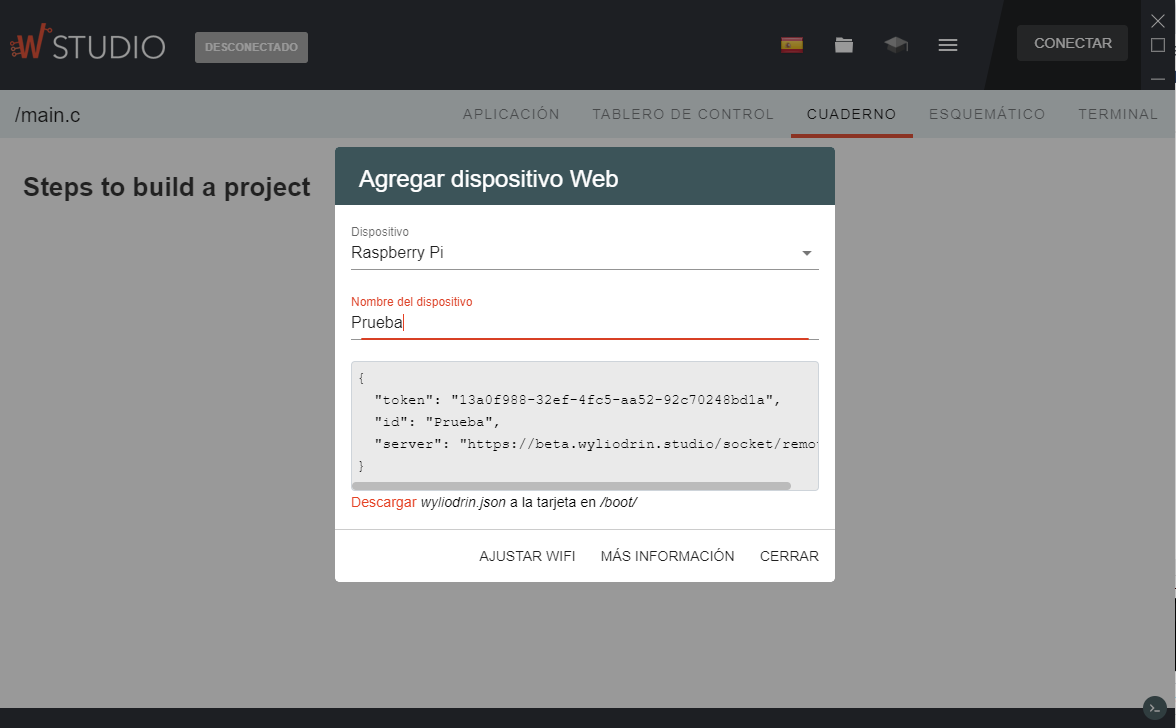 W STUDIO
DESCONECTADO
CONECTAR
/main.c
APLICACIÓN
TABLERO DE CONTROL
CUADERNO
ESQUEMÁTICO
TERMINAL
Steps to build a project
Agregar dispositivo Web
Dispositivo
Raspberry Pi
Nombre del dispositivo
Prueba
{
"token": "13a0f988-32ef-4fc5-aa52-92c70248bd1a",
"id": "Prueba",
"server": "https://beta.wyliodrin.studio/socket/remo
}
Descargar wyliodrin.json a la tarjeta en /boot/
AJUSTAR WIFI
MÁS INFORMACIÓN
CERRAR